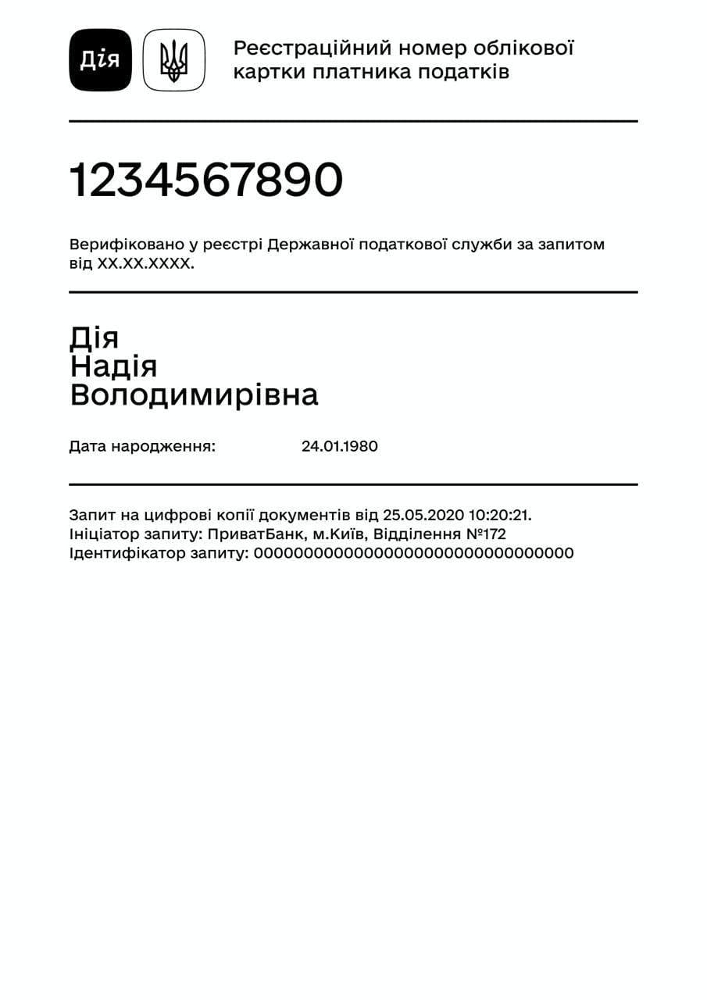 Дія
Реєстраційний номер облікової
картки платника податків
1234567890
Верифіковано у реєстрі Державної податкової служби за запитом
від XX.XX.XXXX.
Дія
Надія
Володимирівна
Дата народження: 24.01.1980
Запит на цифрові копії документів від 25.05.2020 10:20:21.
Ініціатор запиту: ПриватБанк, м.Київ, Відділення №172
Ідентифікатор запиту: 00000000000000000000000000000000